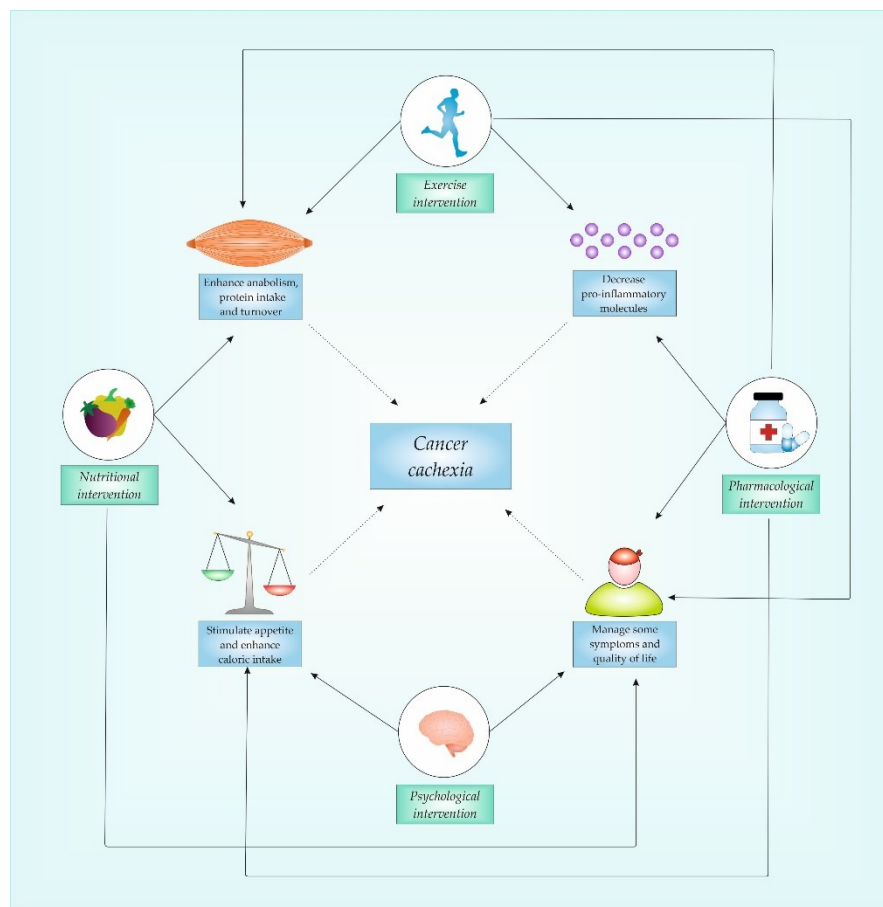 Exercise
intervention
Enhance anabolism,
protein intake
and turnover
Decrease
pro-inflammatory
molecules
Cancer
cachexia
Nutritional
intervention
Pharmacological
intervention
Stimulate appetite
and enhance
caloric intake
Manage some
symptoms and
quality of life
Psychological
intervention